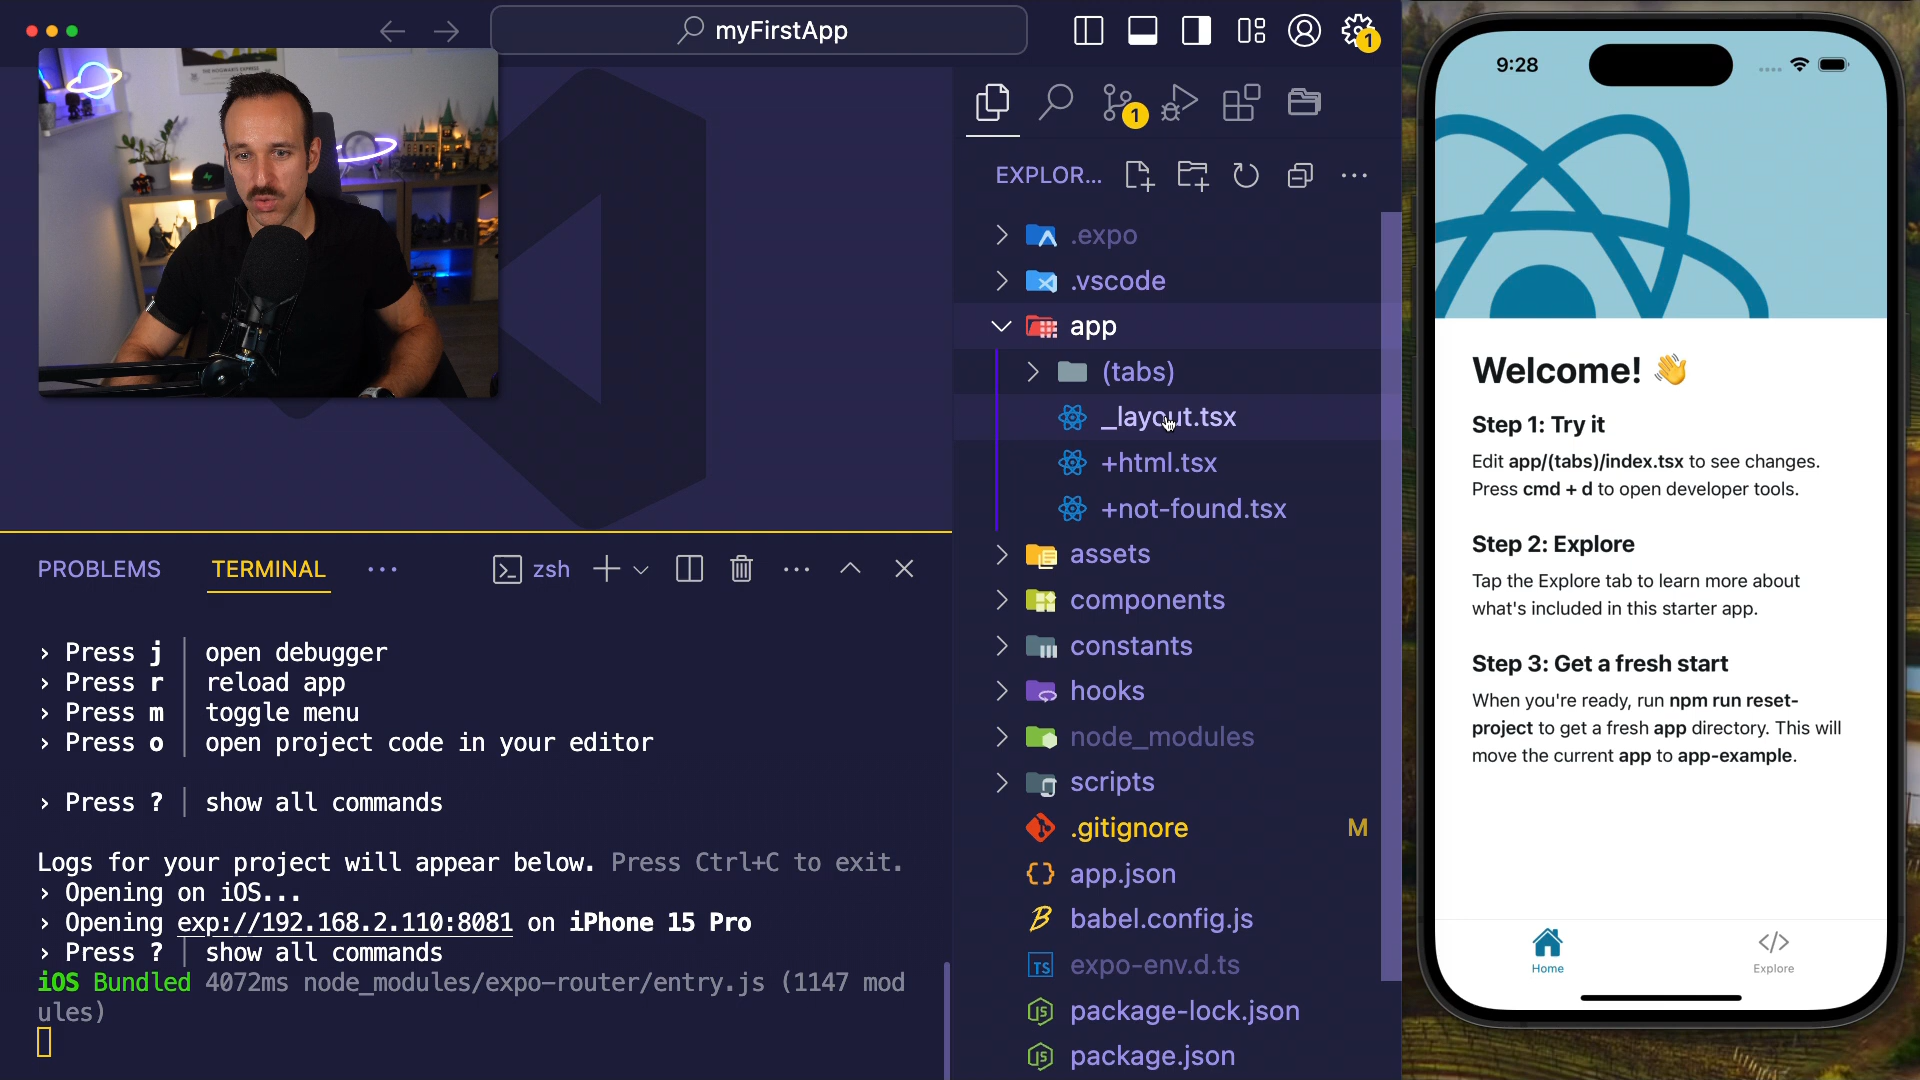 myFirstApp
1
1
EXPLOR...
.expo
.vscode
app
(tabs)
_layout.tsx
+html.tsx
+not-found.tsx
assets
components
constants
hooks
node_modules
scripts
.gitignore M
app.json
babel.config.js
TS expo-env.d.ts
package-lock.json
package.json
PROBLEMS TERMINAL ··· zsh
› Press j │ open debugger
› Press r │ reload app
› Press m │ toggle menu
› Press o │ open project code in your editor
› Press ? │ show all commands
Logs for your project will appear below. Press Ctrl+C to exit.
› Opening on iOS...
› Opening exp://192.168.2.110:8081 on iPhone 15 Pro
› Press ? │ show all commands
iOS Bundled 4072ms node_modules/expo-router/entry.js (1147 mod
ules)
9:28
Welcome! 👋
Step 1: Try it
Edit app/(tabs)/index.tsx to see changes.
Press cmd + d to open developer tools.
Step 2: Explore
Tap the Explore tab to learn more about
what's included in this starter app.
Step 3: Get a fresh start
When you're ready, run npm run reset-
project to get a fresh app directory. This will
move the current app to app-example.
Home
Explore